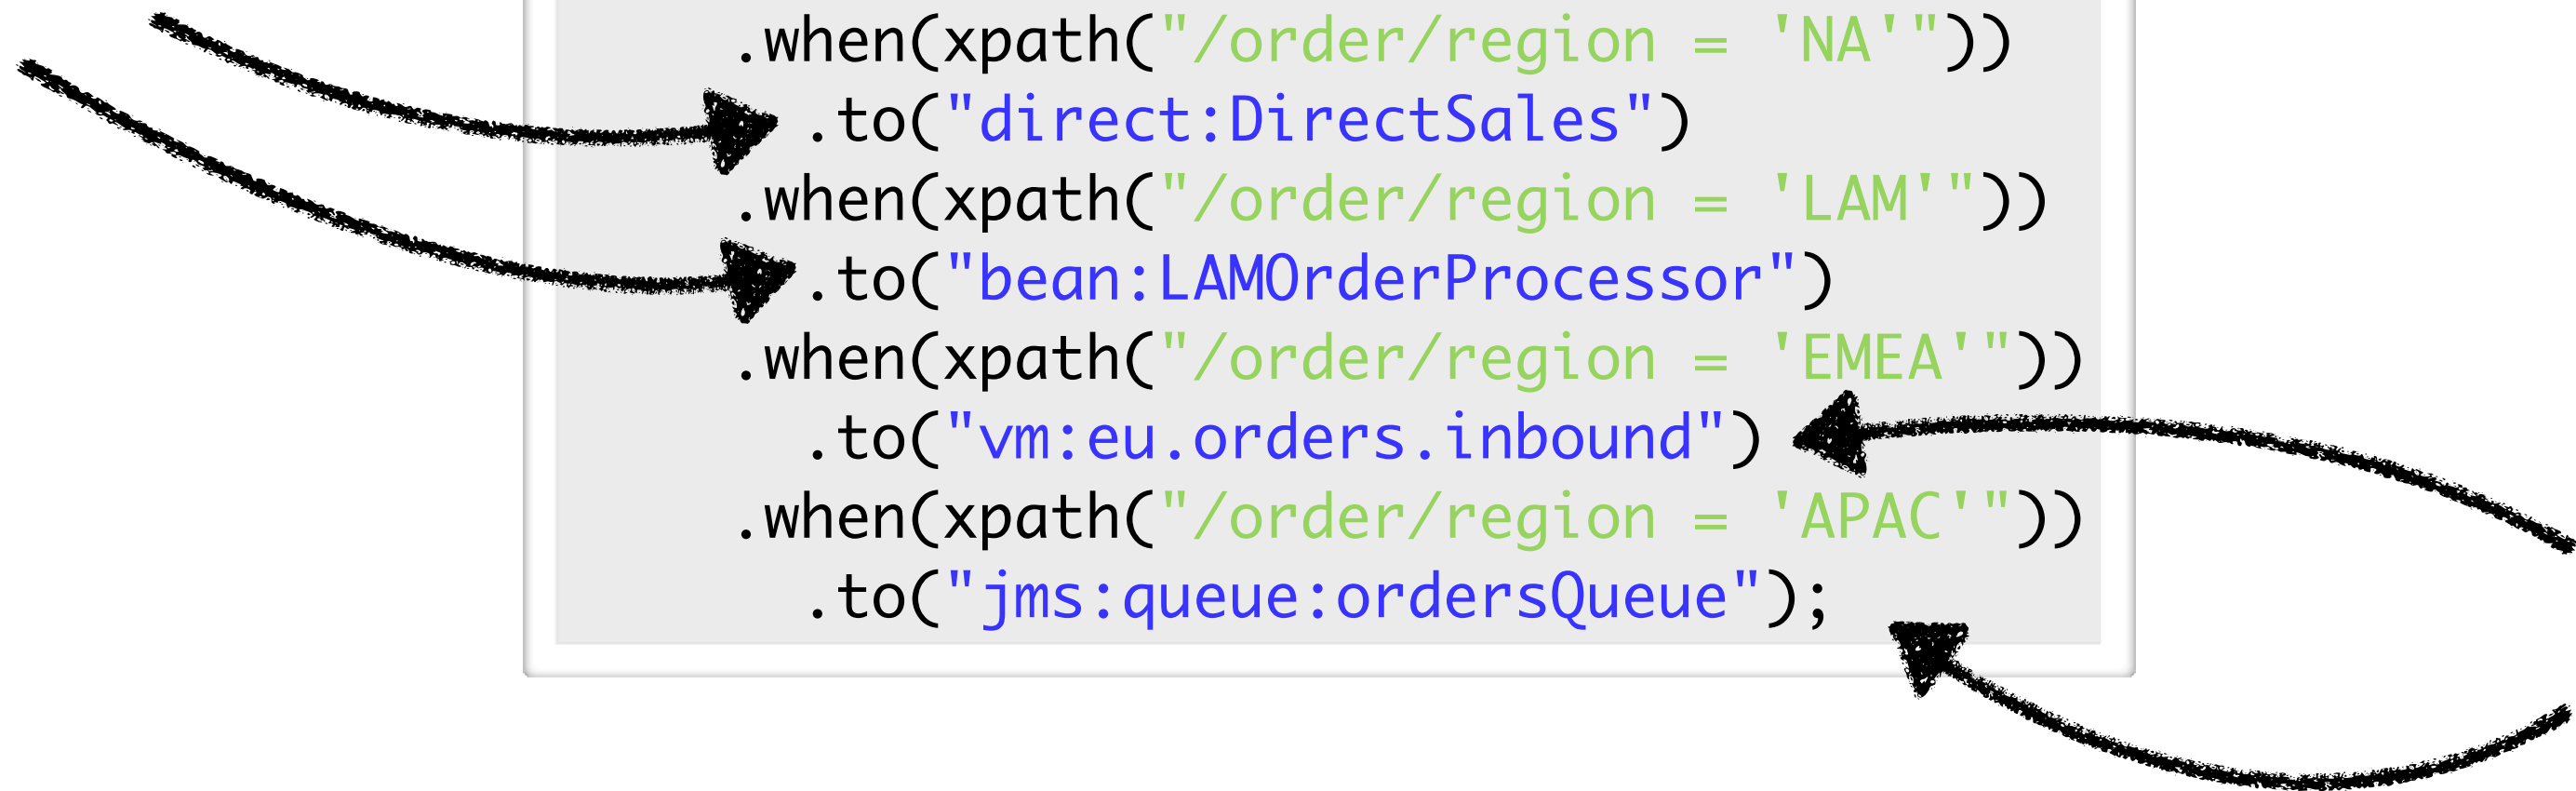 .when(xpath("/order/region = 'NA'"))
.to("direct:DirectSales")
.when(xpath("/order/region = 'LAM'"))
.to("bean:LAMOrderProcessor")
.when(xpath("/order/region = 'EMEA'"))
.to("vm:eu.orders.inbound")
.when(xpath("/order/region = 'APAC'"))
.to("jms:queue:ordersQueue");